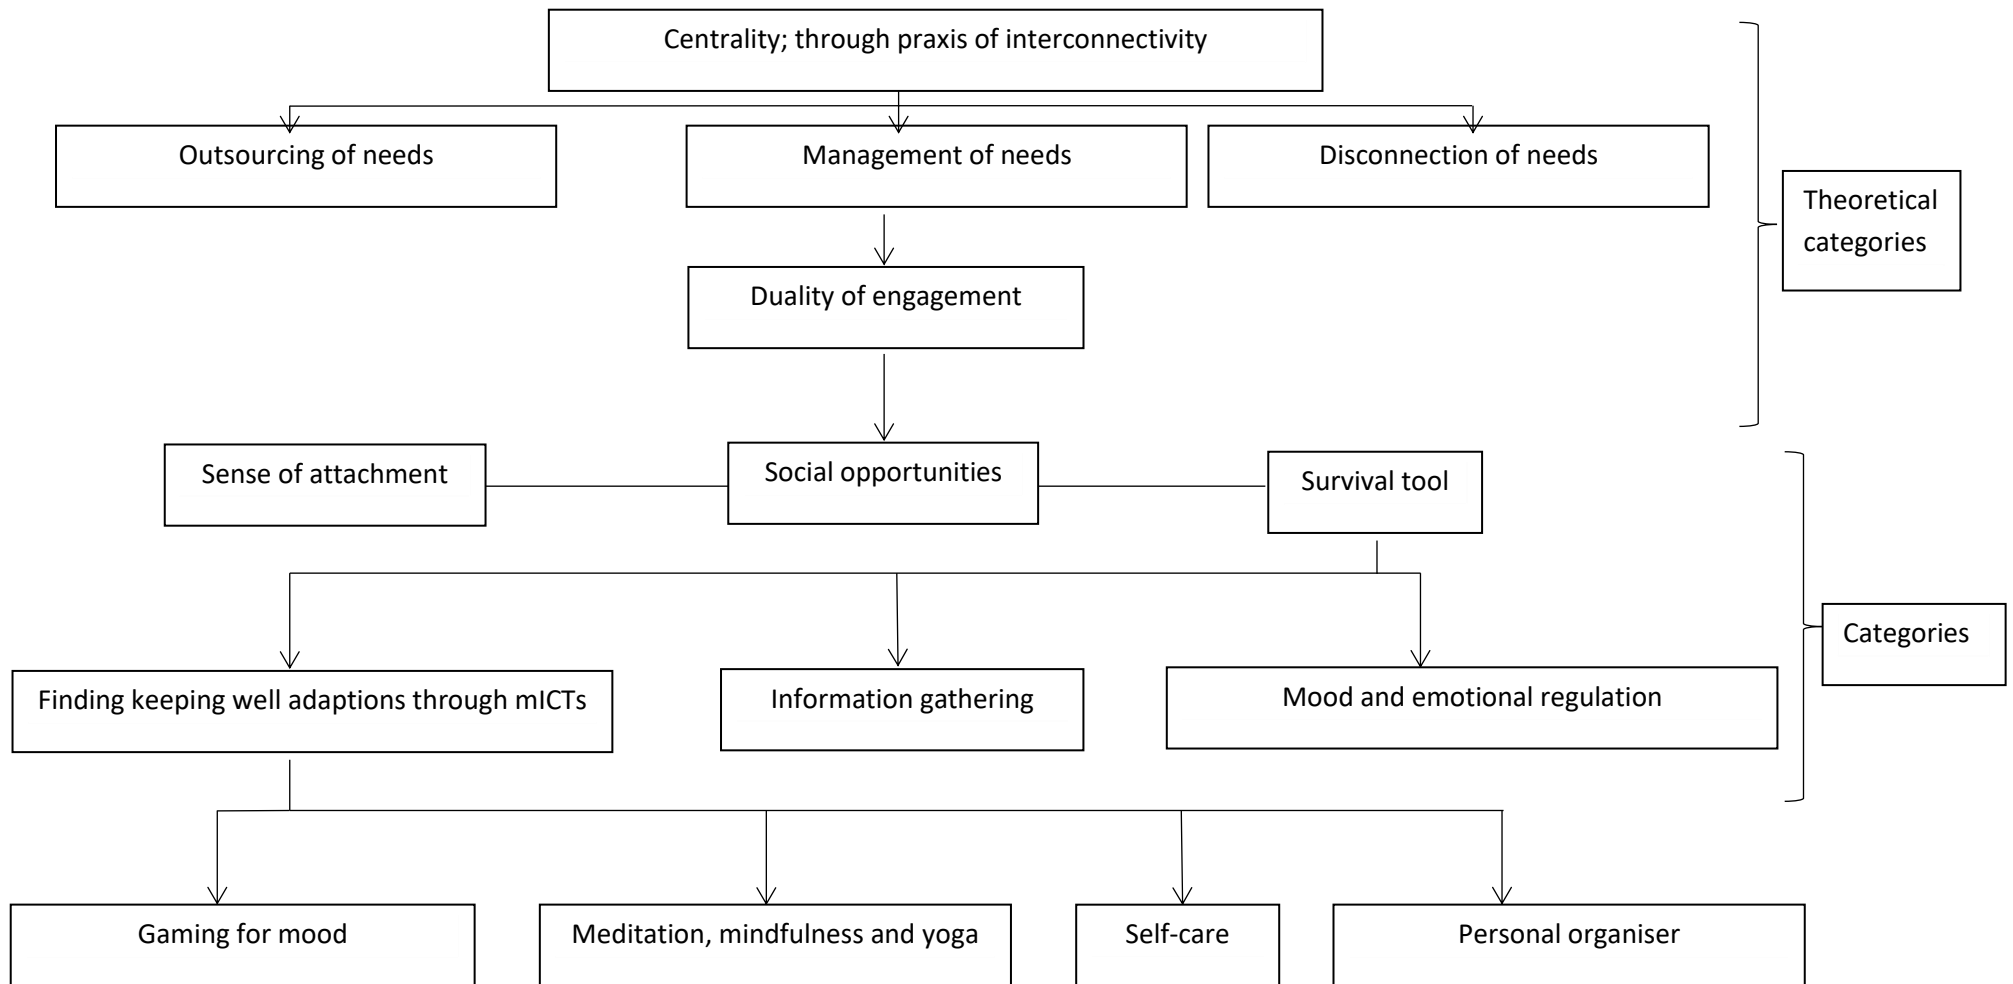 Centrality; through praxis of interconnectivity
Outsourcing of needs
Management of needs
Disconnection of needs
Theoretical
categories
Duality of engagement
Sense of attachment
Social opportunities
Survival tool
Categories
Finding keeping well adaptions through mICTs
Information gathering
Mood and emotional regulation
Gaming for mood
Meditation, mindfulness and yoga
Self-care
Personal organiser